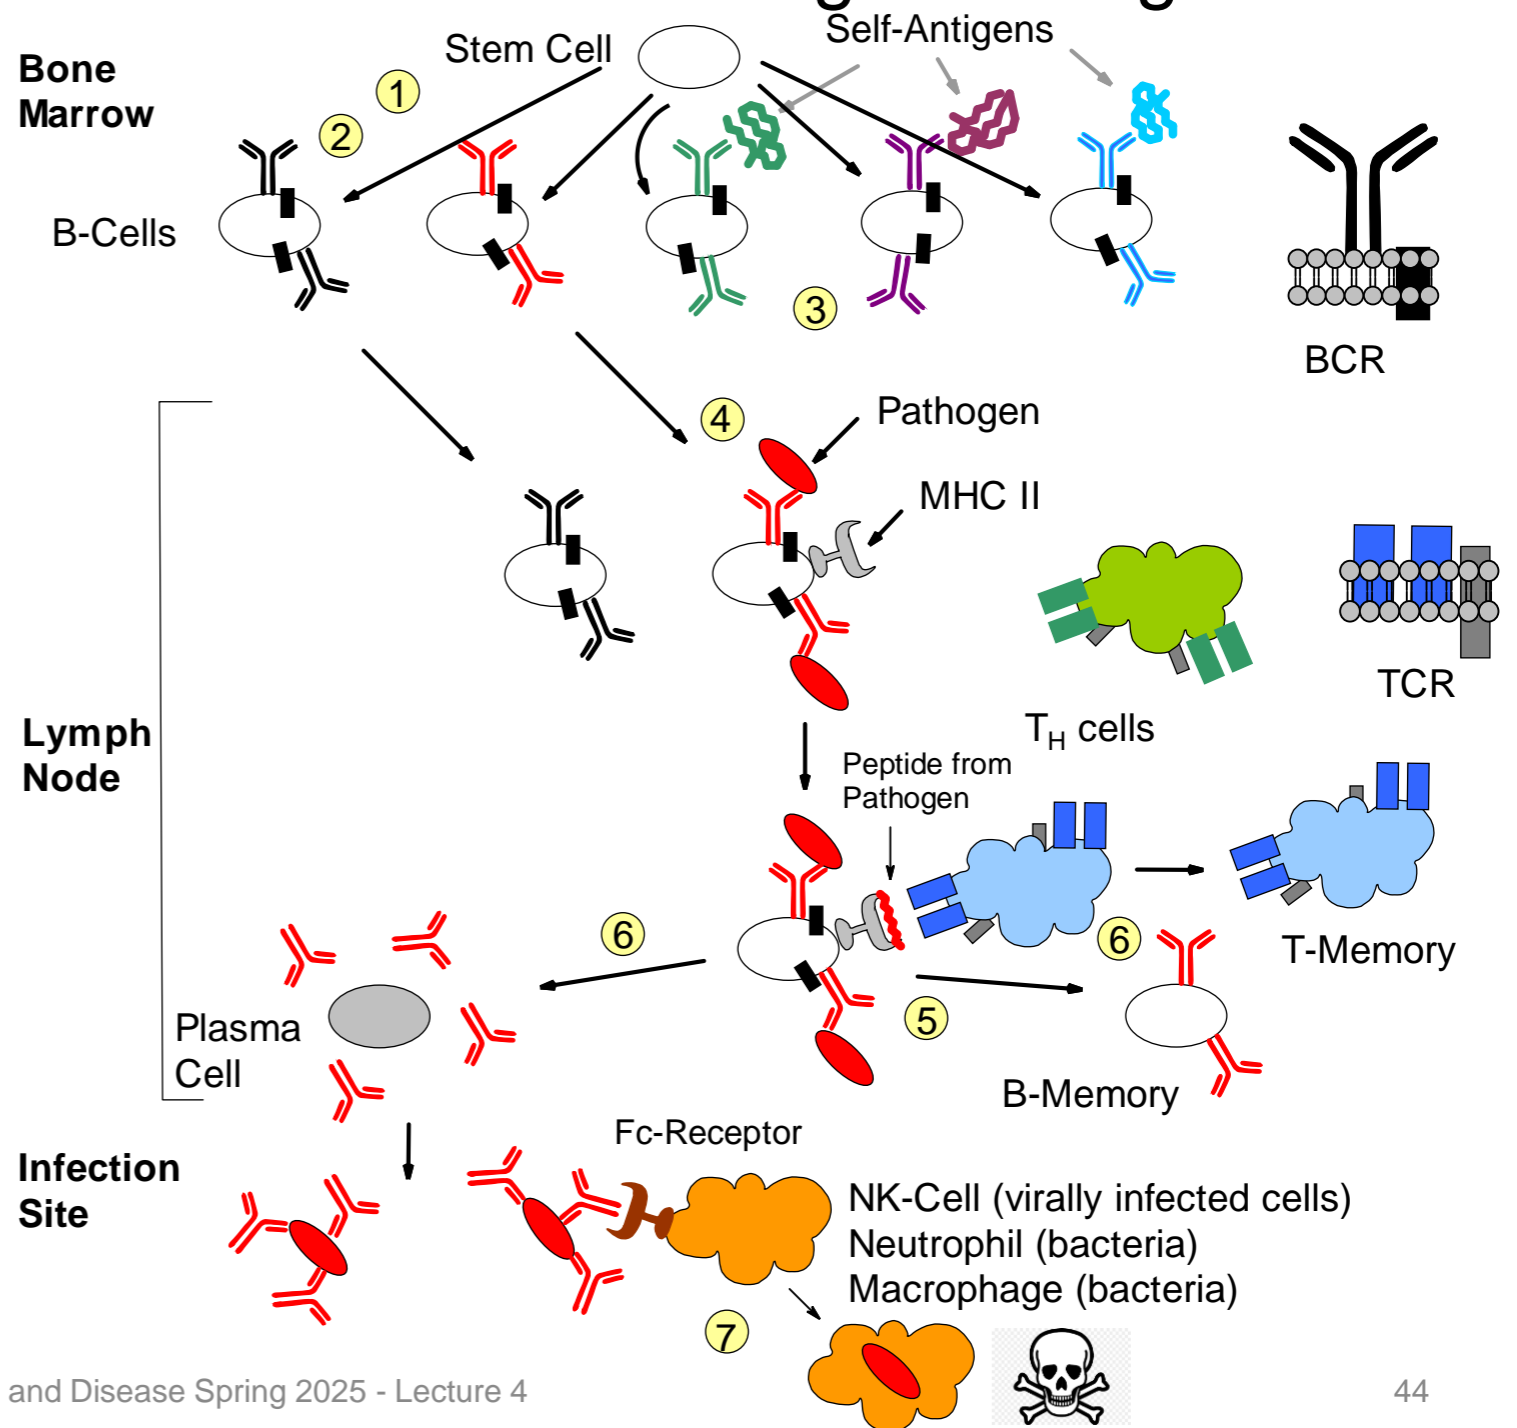 Stem Cell
Self-Antigens
Bone
Marrow
1
2
B-Cells
3
BCR
4
Pathogen
MHC II
TCR
TH cells
Lymph
Node
Peptide from
Pathogen
6
6
T-Memory
5
Plasma
Cell
B-Memory
Fc-Receptor
Infection
Site
NK-Cell (virally infected cells)
Neutrophil (bacteria)
Macrophage (bacteria)
7
and Disease Spring 2025 - Lecture 4
44